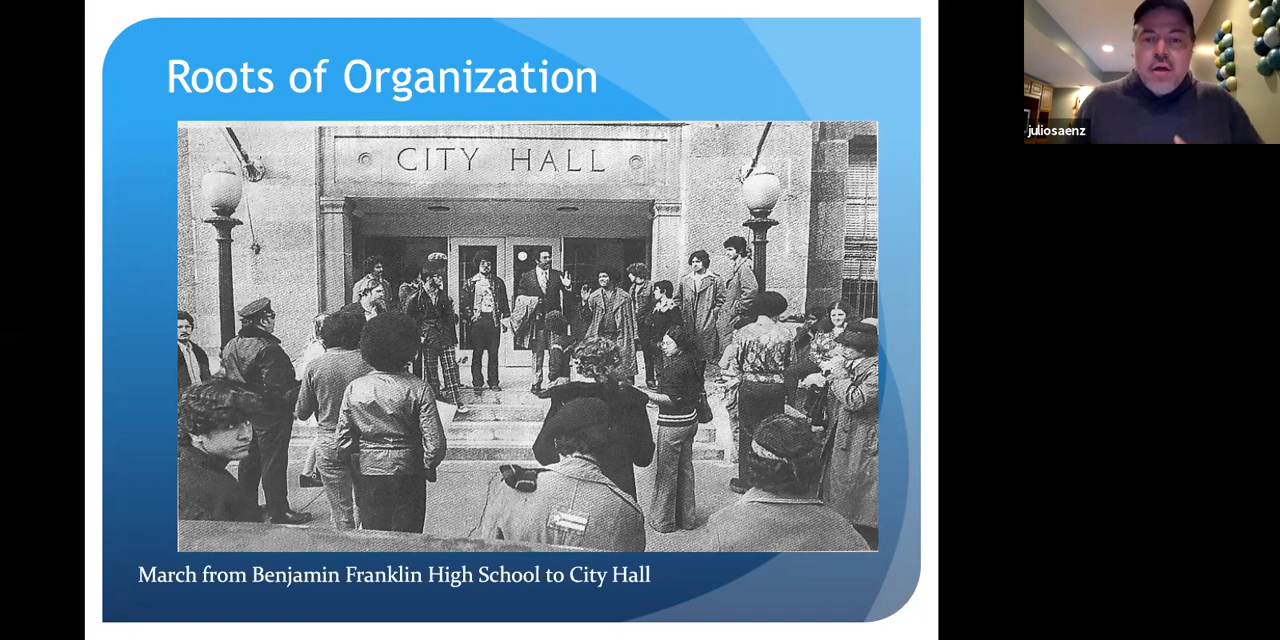 Roots of Organization
CITY HALL
March from Benjamin Franklin High School to City Hall
juliosaenz